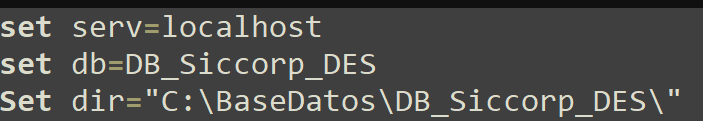 set serv=localhost
set db=DB_Siccorp_DES
Set dir="C:\BaseDatos\DB_Siccorp_DES\"